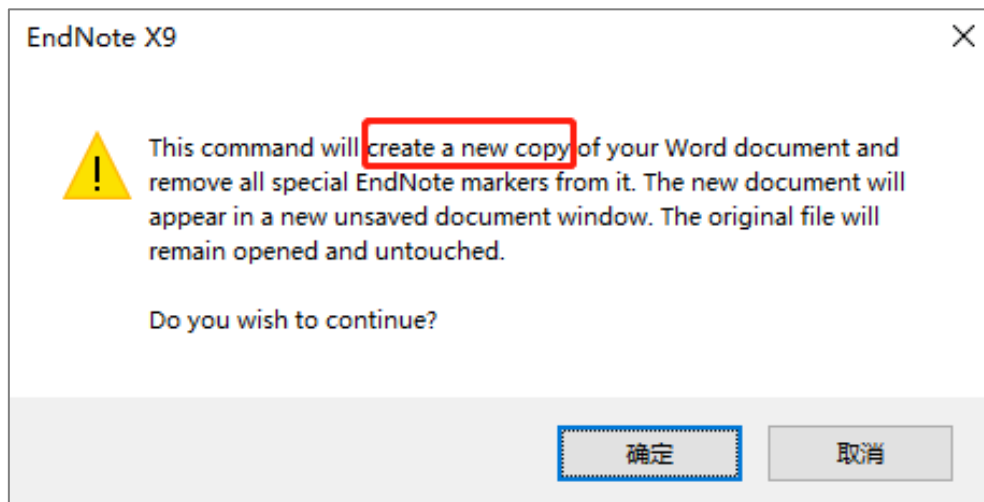 EndNote X9
This command will create a new copy of your Word document and
remove all special EndNote markers from it. The new document will
appear in a new unsaved document window. The original file will
remain opened and untouched.
Do you wish to continue?
确定
取消